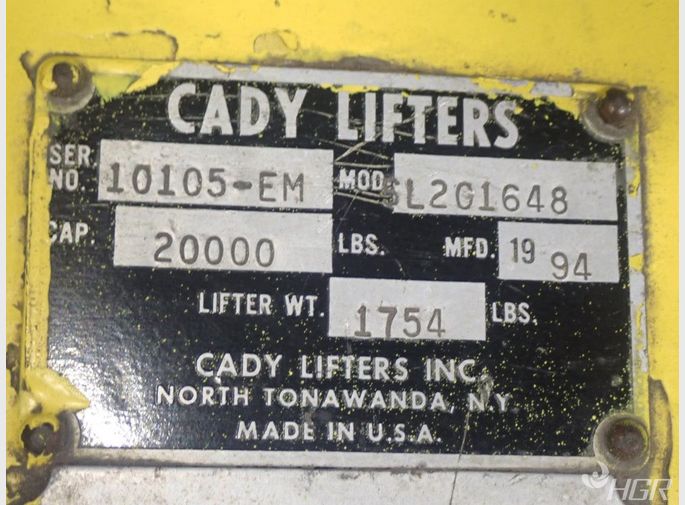 CADY LIFTERS
SER. NO. 10105-EM MOD. SL2G1648
CAP. 20000 LBS. MFD. 19 94
LIFTER WT. 1754 LBS.
CADY LIFTERS INC.
NORTH TONAWANDA, N.Y.
MADE IN U.S.A.
HGR